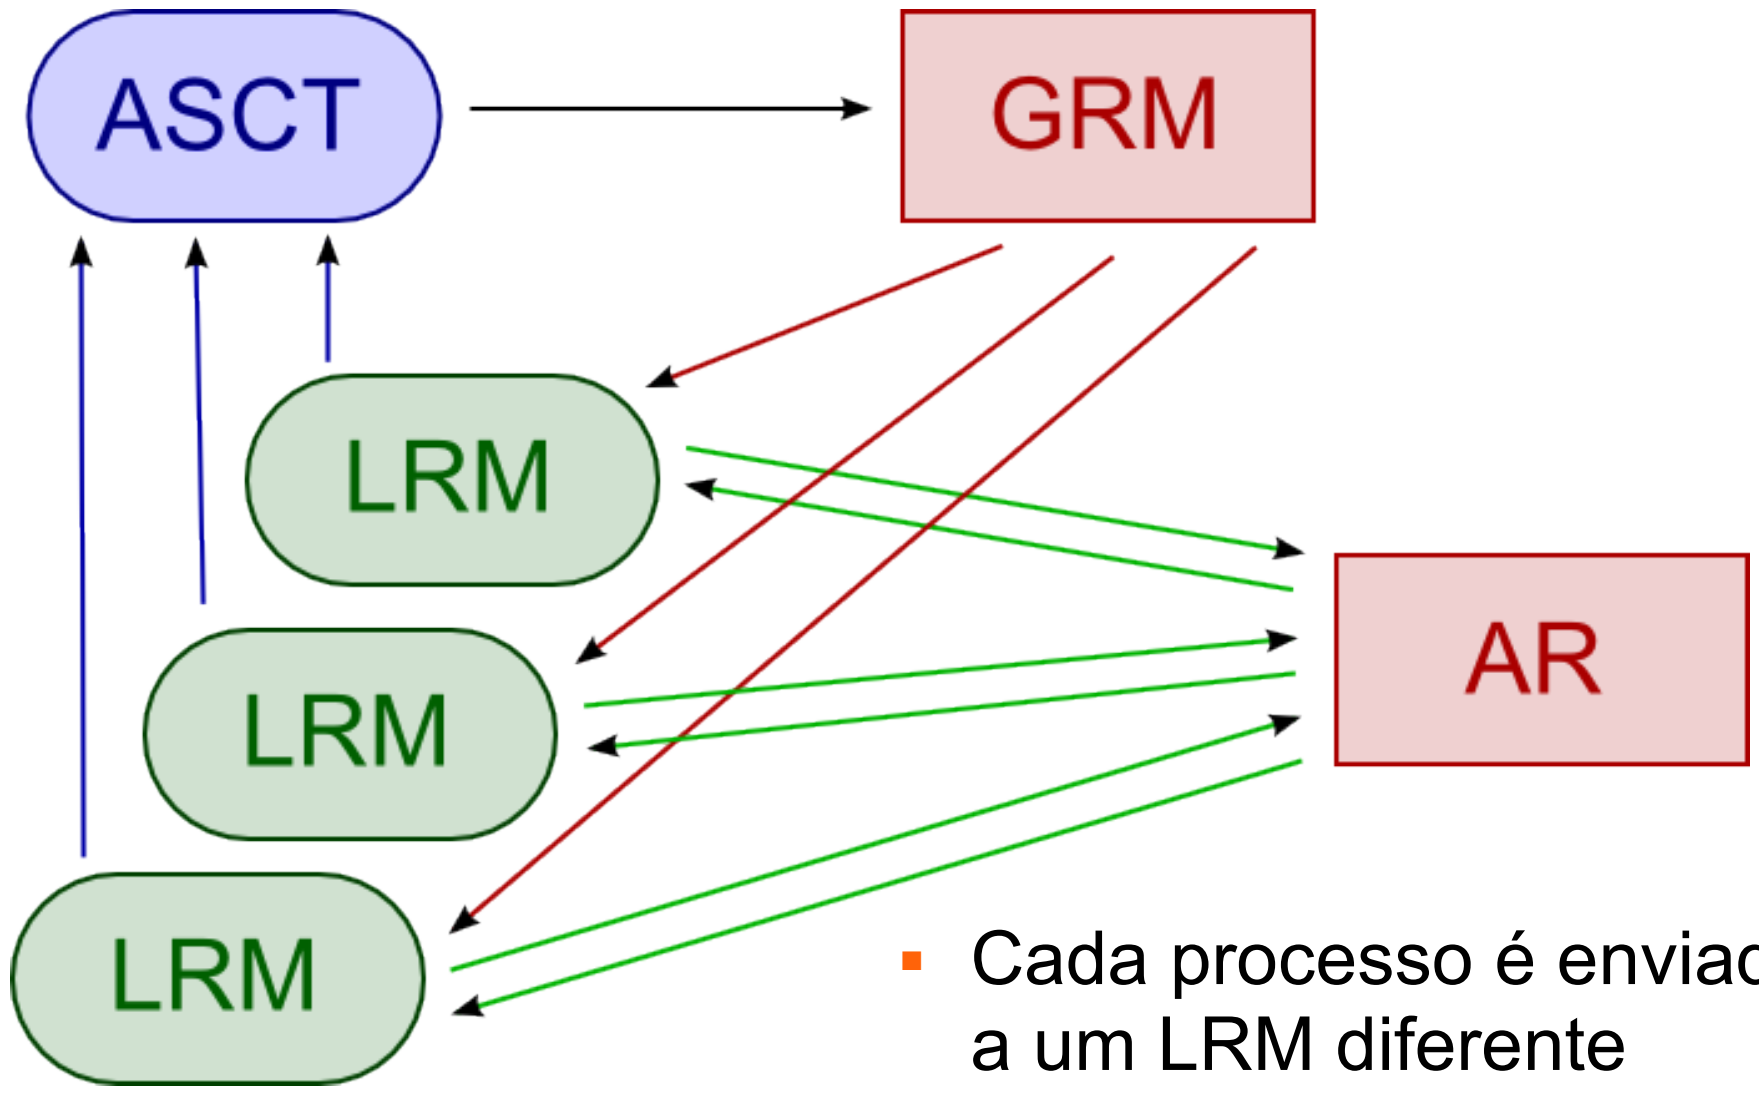 ASCT
GRM
LRM
AR
LRM
LRM
Cada processo é enviad
a um LRM diferente